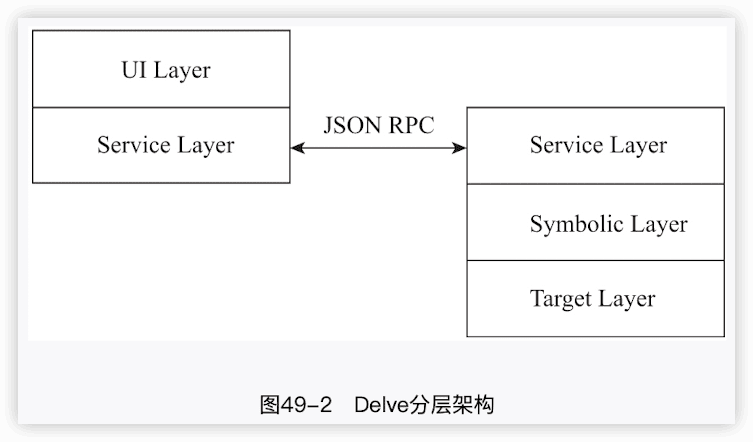 UI Layer
Service Layer
JSON RPC
Service Layer
Symbolic Layer
Target Layer
图49-2 Delve分层架构